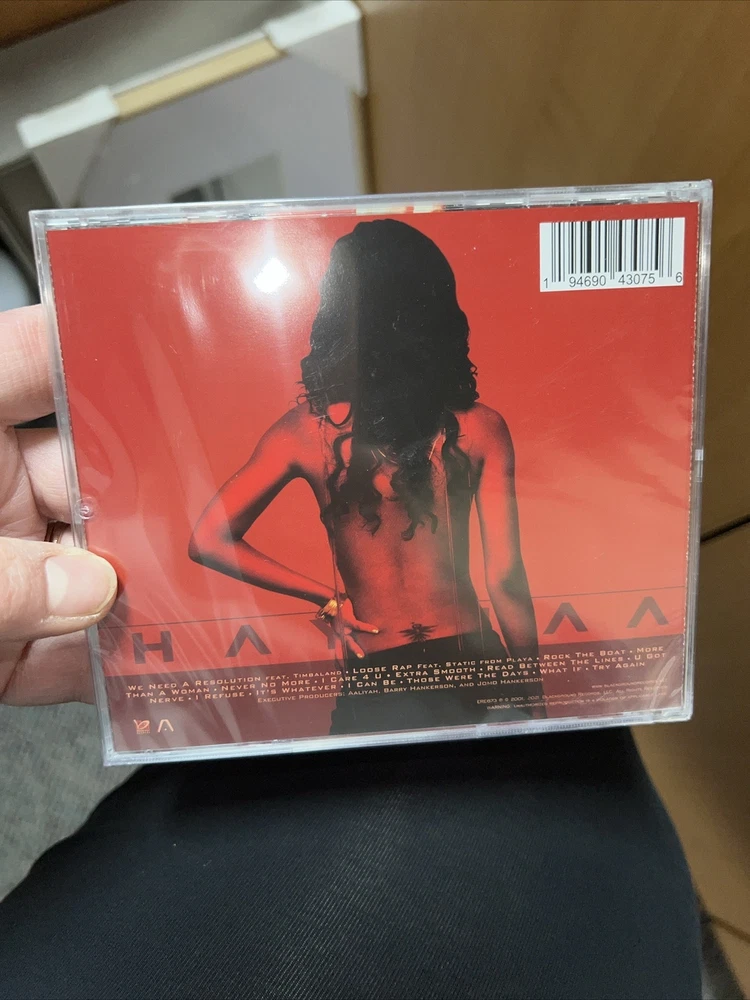 1 94690 43075 6
HAY IAA
We Need a Resolution feat. Timbaland • Loose Rap feat. Static from Playa • Rock The Boat • More
Than a Woman • Never No More • I Care 4 U • Extra Smooth • Read Between The Lines • U Got
Nerve • I Refuse • It's Whatever • I Can Be • Those Were The Days • What If • Try Again
Executive Producers: Aaliyah, Barry Hankerson, and Jomo Hankerson